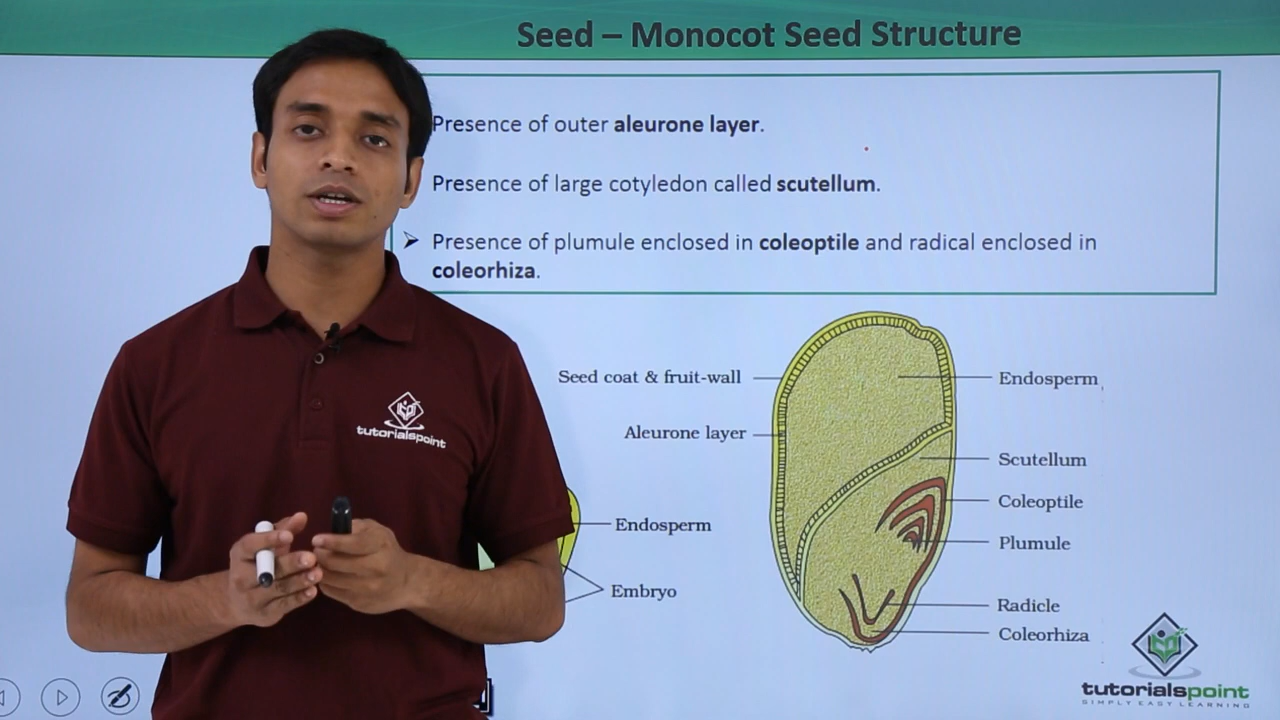 Seed – Monocot Seed Structure
Presence of outer aleurone layer.
Presence of large cotyledon called scutellum.
➤ Presence of plumule enclosed in coleoptile and radical enclosed in
coleorhiza.
Seed coat & fruit-wall
Endosperm
Aleurone layer
Scutellum
Coleoptile
Plumule
Radicle
Coleorhiza
Endosperm
Embryo
tutorialspoint
tutorialspoint
SIMPLY EASY LEARNING